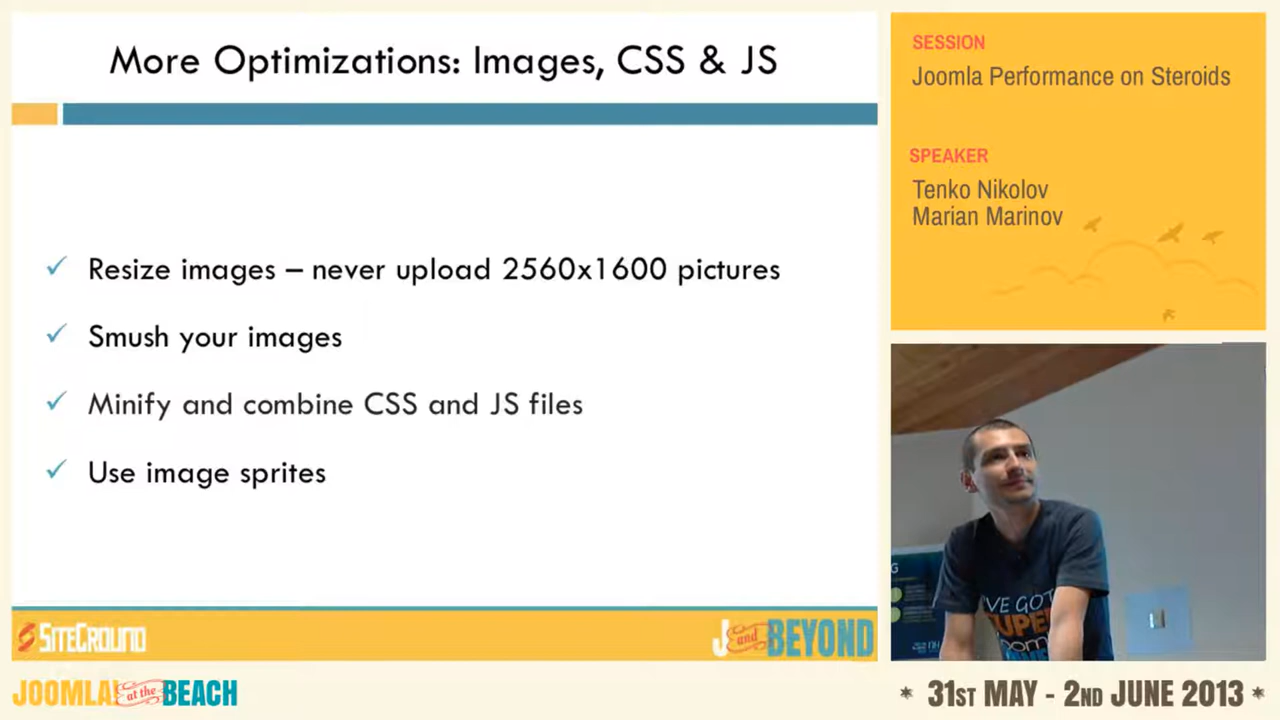 More Optimizations: Images, CSS & JS
Resize images – never upload 2560x1600 pictures
Smush your images
Minify and combine CSS and JS files
Use image sprites
SITEGROUND
J and BEYOND
SESSION
Joomla Performance on Steroids
SPEAKER
Tenko Nikolov
Marian Marinov
G
'VE GOT
JOOMLA! at the BEACH
* 31ST MAY - 2ND JUNE 2013 *